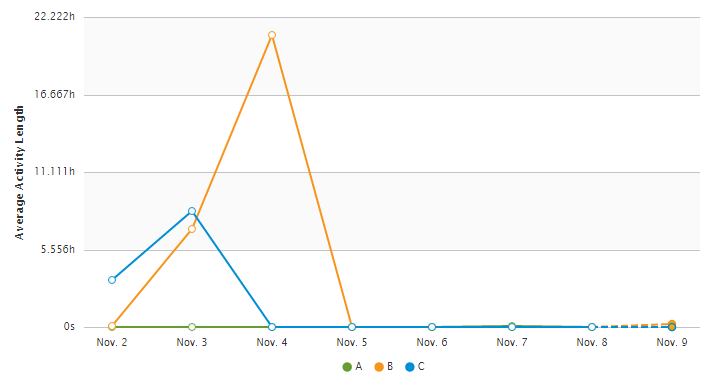 22.222h
16.667h
11.111h
5.556h
0s
Average Activity Length
Nov. 2 Nov. 3 Nov. 4 Nov. 5 Nov. 6 Nov. 7 Nov. 8 Nov. 9
A B C